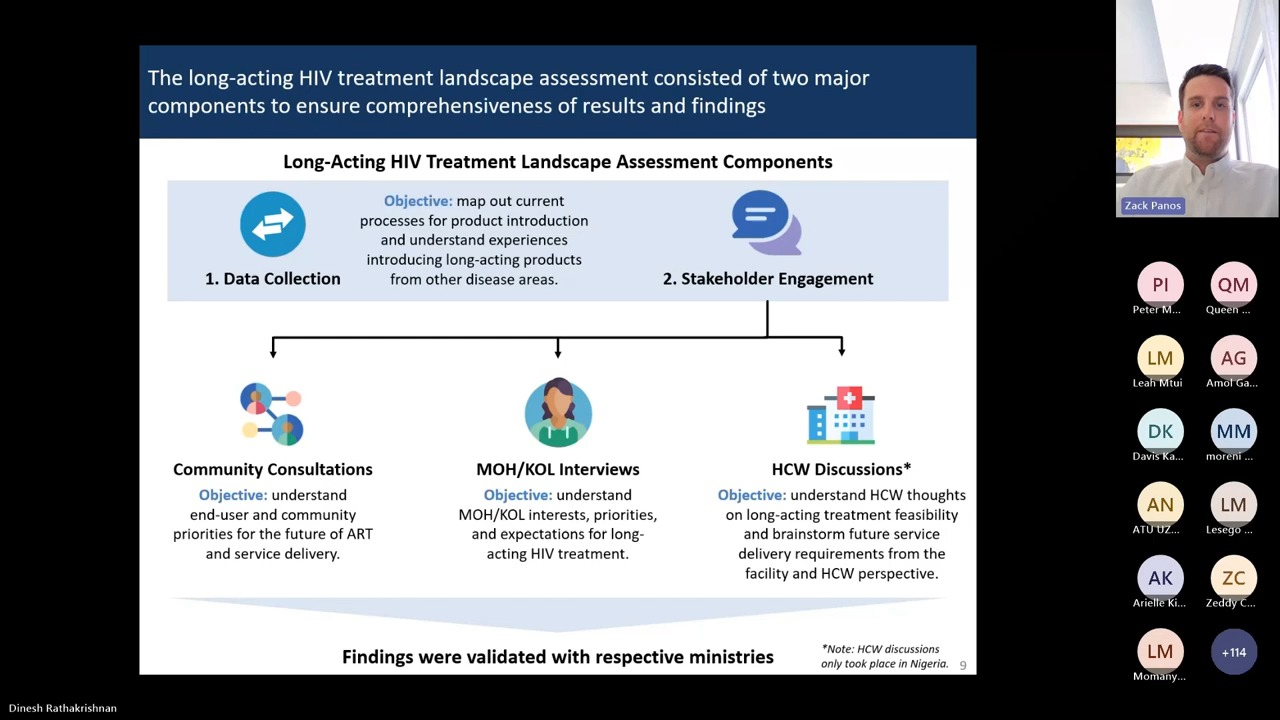 The long-acting HIV treatment landscape assessment consisted of two major
components to ensure comprehensiveness of results and findings
Long-Acting HIV Treatment Landscape Assessment Components
1. Data Collection
Objective: map out current
processes for product introduction
and understand experiences
introducing long-acting products
from other disease areas.
2. Stakeholder Engagement
Community Consultations
Objective: understand
end-user and community
priorities for the future of ART
and service delivery.
MOH/KOL Interviews
Objective: understand
MOH/KOL interests, priorities,
and expectations for long-
acting HIV treatment.
HCW Discussions*
Objective: understand HCW thoughts
on long-acting treatment feasibility
and brainstorm future service
delivery requirements from the
facility and HCW perspective.
Findings were validated with respective ministries
*Note: HCW discussions
only took place in Nigeria.
9
Zack Panos
PI
Peter M...
QM
Queen ...
LM
Leah Mtui
AG
Amol Ga...
DK
Davis Ka...
MM
moreni ...
AN
ATU UZ...
LM
Lesego ...
AK
Arielle Ki...
ZC
Zeddy C...
LM
Momany...
+114
Dinesh Rathakrishnan